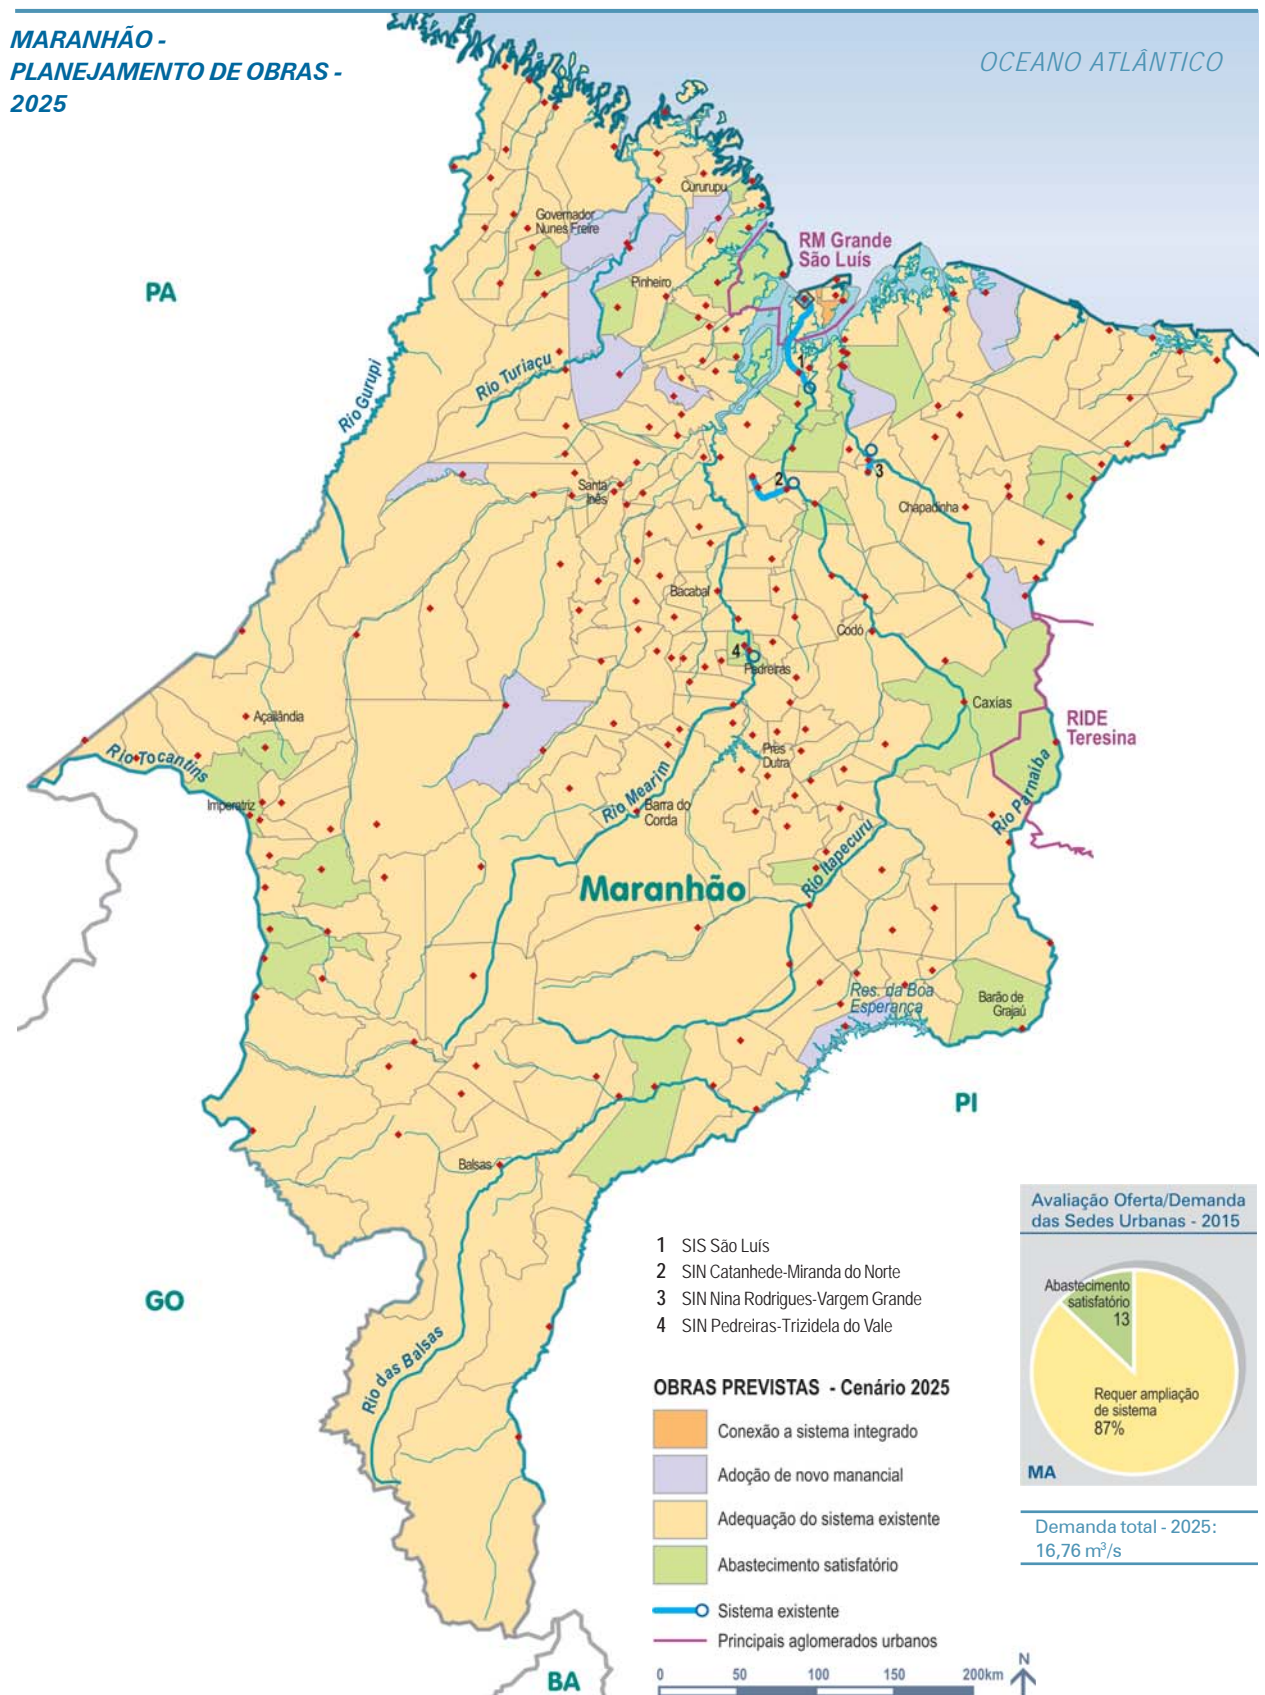 MARANHÃO -
PLANEJAMENTO DE OBRAS -
2025
OCEANO ATLÂNTICO
Cururupu
Governador
Nunes Freire
RM Grande
São Luís
PA
Pinheiro
1
Rio Turiaçu
Rio Gurupi
3
2
Santa
Inês
Chapadinha
Bacabal
Codó
4
Pedreiras
Caxias
Açailândia
RIDE
Teresina
Rio Tocantins
Pres
Dutra
Rio Mearim
Rio Parnaíba
Imperatriz
Barra do
Corda
Rio Itapecuru
Maranhão
Res. da Boa
Esperança
Barão de
Grajaú
PI
Balsas
GO
Rio das Balsas
BA
1 SIS São Luís
2 SIN Catanhede-Miranda do Norte
3 SIN Nina Rodrigues-Vargem Grande
4 SIN Pedreiras-Trizidela do Vale
OBRAS PREVISTAS - Cenário 2025
Conexão a sistema integrado
Adoção de novo manancial
Adequação do sistema existente
Abastecimento satisfatório
Sistema existente
Principais aglomerados urbanos
0 50 100 150 200km
N
Avaliação Oferta/Demanda
das Sedes Urbanas - 2015
Abastecimento
satisfatório
13
Requer ampliação
de sistema
87%
MA
Demanda total - 2025:
16,76 m³/s